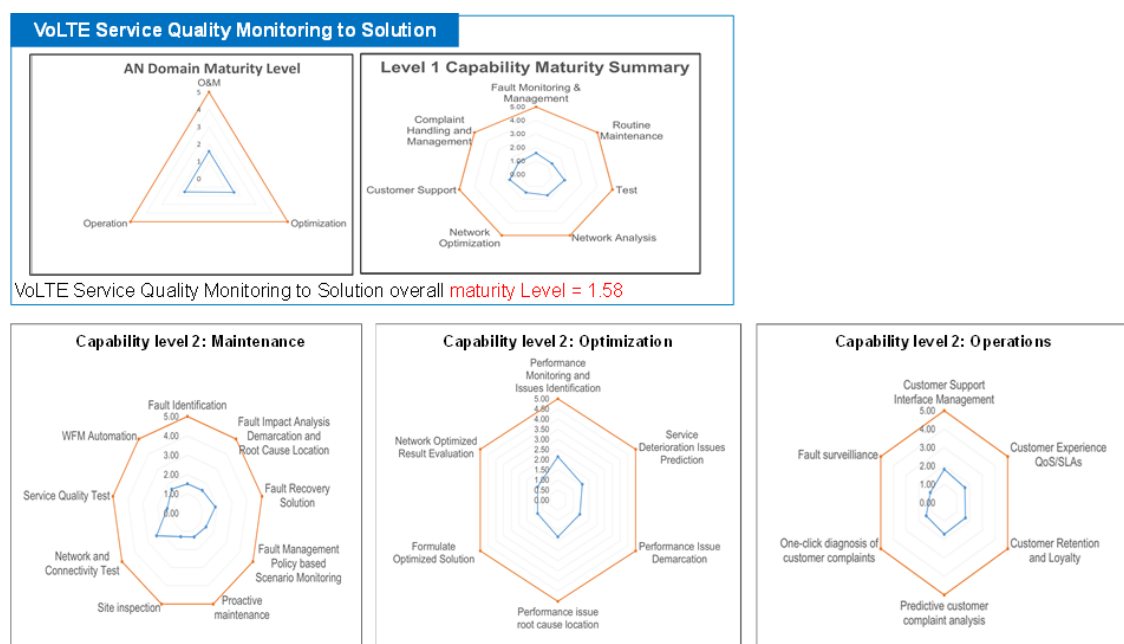 VoLTE Service Quality Monitoring to Solution
AN Domain Maturity Level
O&M
5
4
3
2
1
0
Operation
Optimization
Level 1 Capability Maturity Summary
Fault Monitoring &
Management
5.00
4.00
3.00
2.00
1.00
0.00
Complaint
Handling and
Management
Routine
Maintenance
Customer Support
Test
Network
Optimization
Network Analysis
VoLTE Service Quality Monitoring to Solution overall maturity Level = 1.58
Capability level 2: Maintenance
Fault Identification
5.00
4.00
3.00
2.00
1.00
0.00
WFM Automation
Fault Impact Analysis
Demarcation and
Root Cause Location
Service Quality Test
Fault Recovery
Solution
Network and
Connectivity Test
Fault Management
Policy based
Scenario Monitoring
Site inspection
Proactive
maintenance
Capability level 2: Optimization
Performance
Monitoring and
Issues Identification
5.00
4.50
4.00
3.50
3.00
2.50
2.00
1.50
1.00
0.50
0.00
Network Optimized
Result Evaluation
Service
Deterioration Issues
Prediction
Formulate
Optimized Solution
Performance Issue
Demarcation
Performance issue
root cause location
Capability level 2: Operations
Customer Support
Interface Management
5.00
4.00
3.00
2.00
1.00
0.00
Fault surveilliance
Customer Experience
QoS/SLAs
One-click diagnosis of
customer complaints
Customer Retention
and Loyalty
Predictive customer
complaint analysis